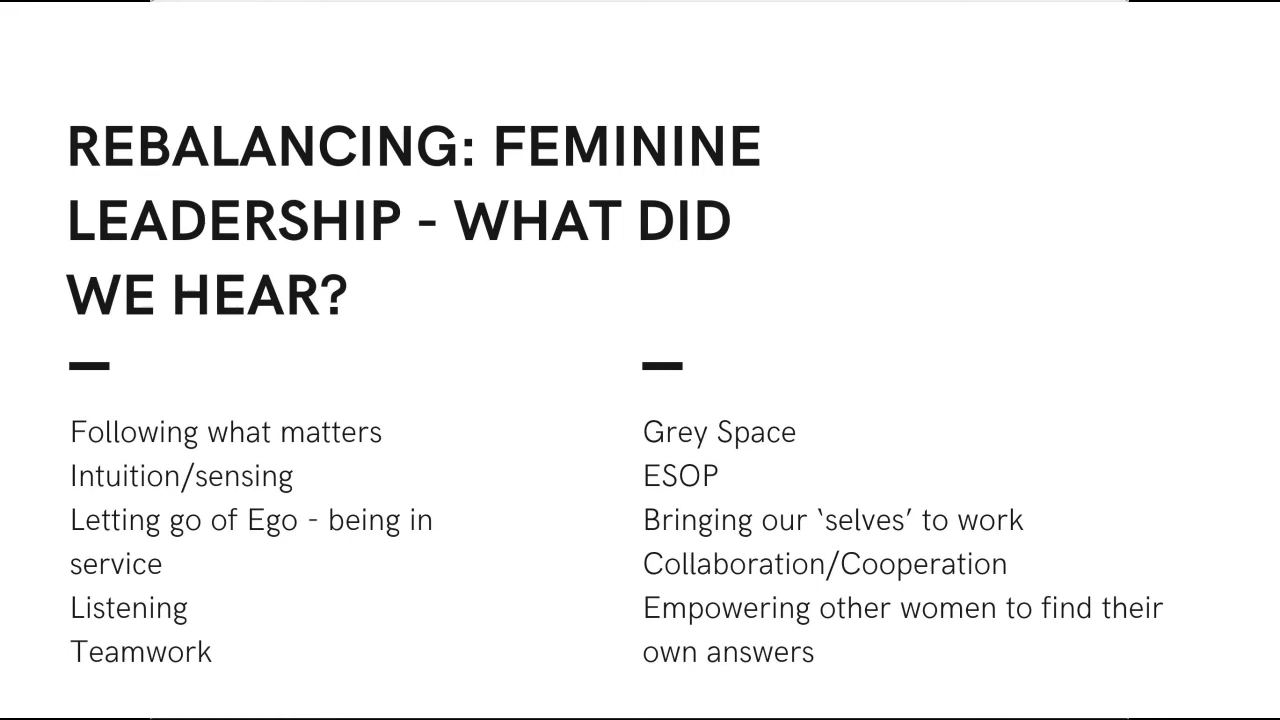 REBALANCING: FEMININE
LEADERSHIP - WHAT DID
WE HEAR?
Following what matters
Intuition/sensing
Letting go of Ego - being in
service
Listening
Teamwork
Grey Space
ESOP
Bringing our ‘selves’ to work
Collaboration/Cooperation
Empowering other women to find their
own answers